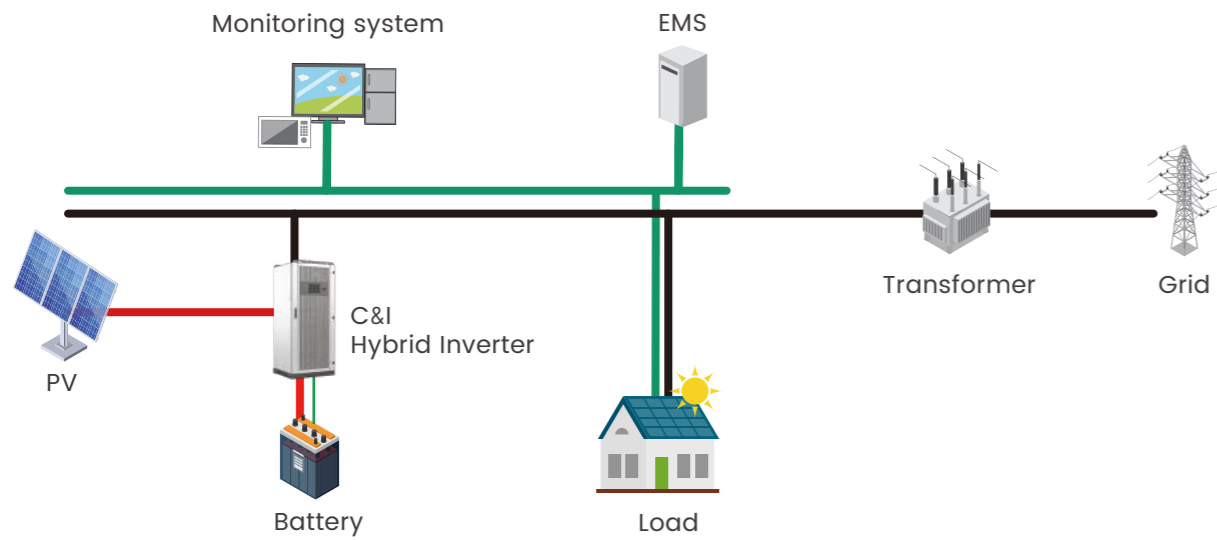 Monitoring system
EMS
Transformer
Grid
C&I
Hybrid Inverter
PV
Battery
Load